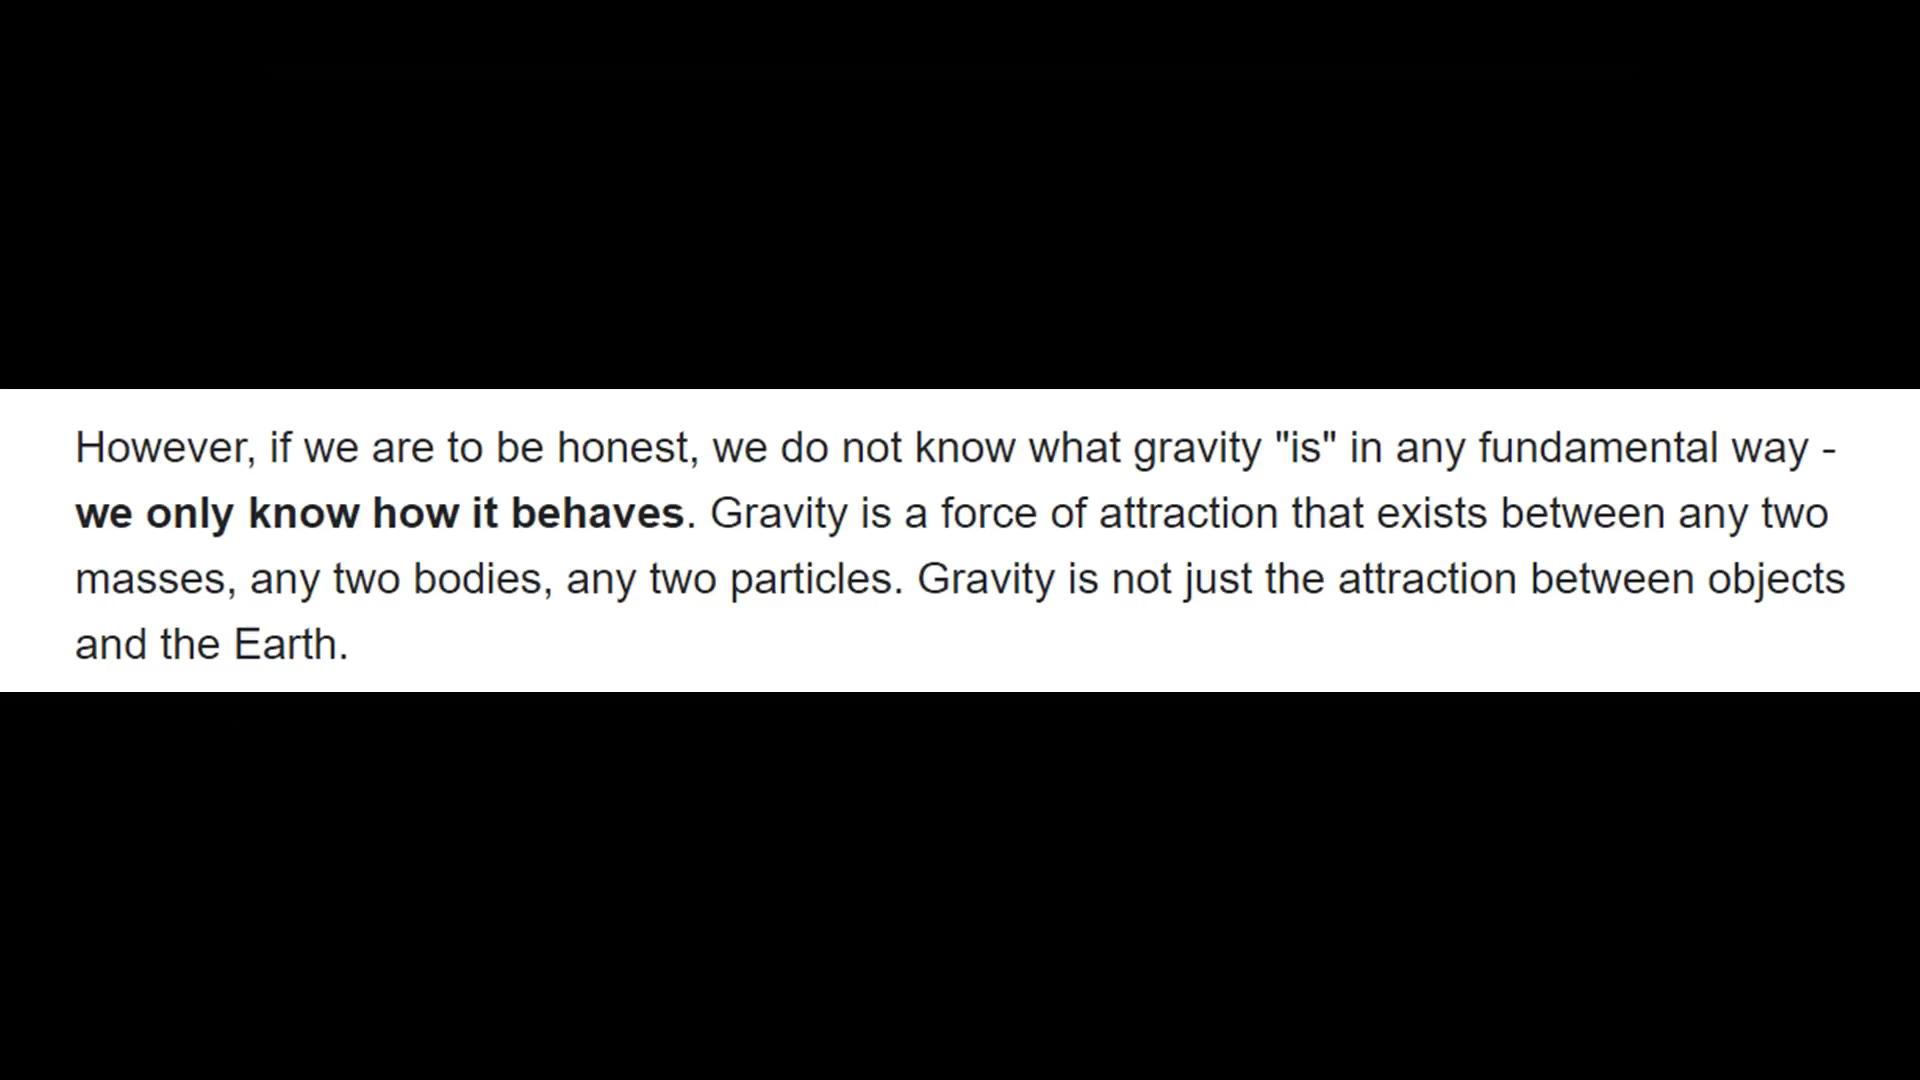 However, if we are to be honest, we do not know what gravity "is" in any fundamental way -
we only know how it behaves. Gravity is a force of attraction that exists between any two
masses, any two bodies, any two particles. Gravity is not just the attraction between objects
and the Earth.